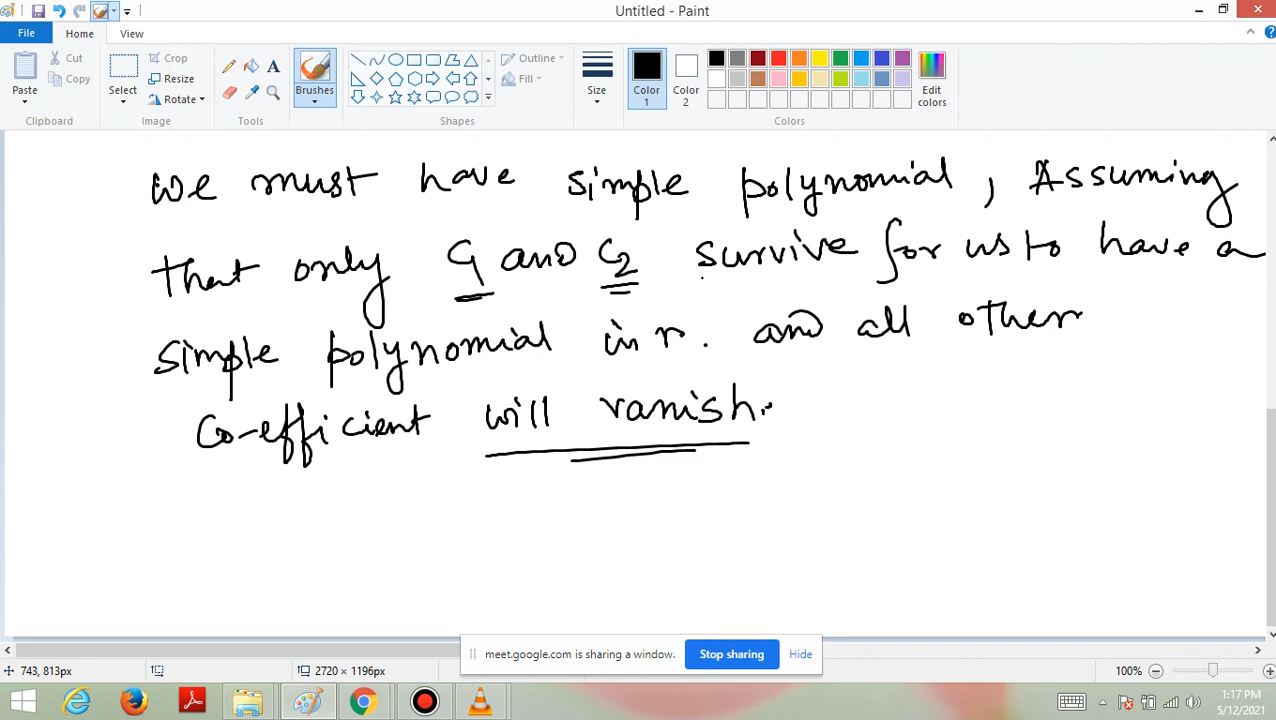 Untitled - Paint
File Home View
Paste Cut Copy Clipboard
Select Crop Resize Rotate Image
Tools
Brushes
Shapes Outline Fill
Size
Color 1 Color 2 Edit colors Colors
We must have simple polynomial, Assuming
that only C1 and C2 survive for us to have a
simple polynomial in r. and all other
Co-efficient will vanish.
meet.google.com is sharing a window. Stop sharing Hide
743, 813px 2720 × 1196px 100%
1:17 PM
5/12/2021